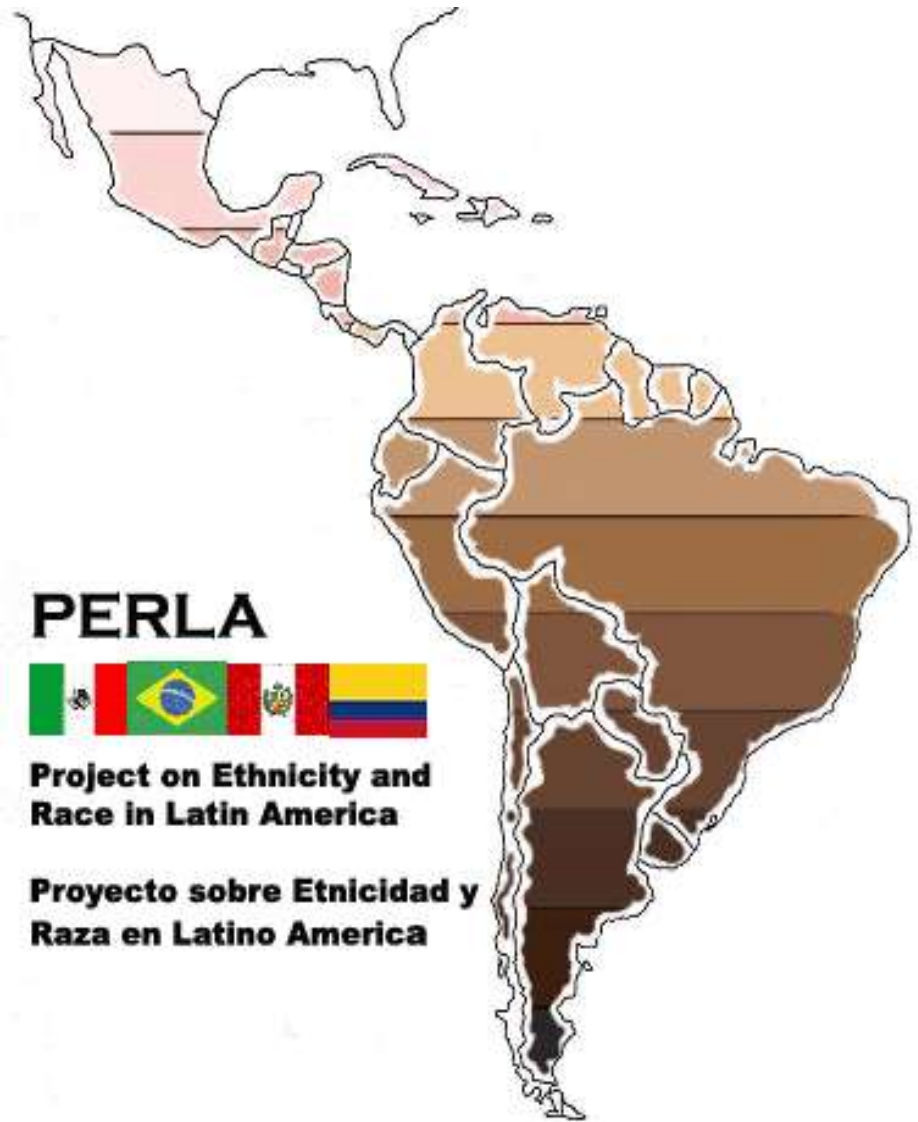 PERLA
Project on Ethnicity and
Race in Latin America
Proyecto sobre Etnicidad y
Raza en Latino America